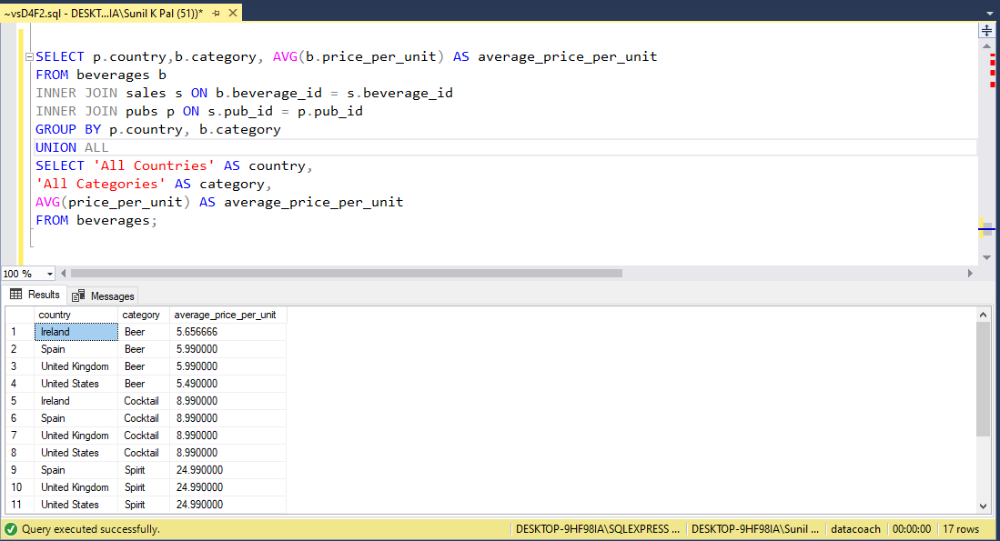 ~vsD4F2.sql - DESKT...IA\Sunil K Pal (51))*
SELECT p.country,b.category, AVG(b.price_per_unit) AS average_price_per_unit
FROM beverages b
INNER JOIN sales s ON b.beverage_id = s.beverage_id
INNER JOIN pubs p ON s.pub_id = p.pub_id
GROUP BY p.country, b.category
UNION ALL
SELECT 'All Countries' AS country,
'All Categories' AS category,
AVG(price_per_unit) AS average_price_per_unit
FROM beverages;
100 %
Results Messages
country category average_price_per_unit
1 Ireland Beer 5.656666
2 Spain Beer 5.990000
3 United Kingdom Beer 5.990000
4 United States Beer 5.490000
5 Ireland Cocktail 8.990000
6 Spain Cocktail 8.990000
7 United Kingdom Cocktail 8.990000
8 United States Cocktail 8.990000
9 Spain Spirit 24.990000
10 United Kingdom Spirit 24.990000
11 United States Spirit 24.990000
Query executed successfully. DESKTOP-9HF98IA\SQLEXPRESS ... DESKTOP-9HF98IA\Sunil ... datacoach 00:00:00 17 rows